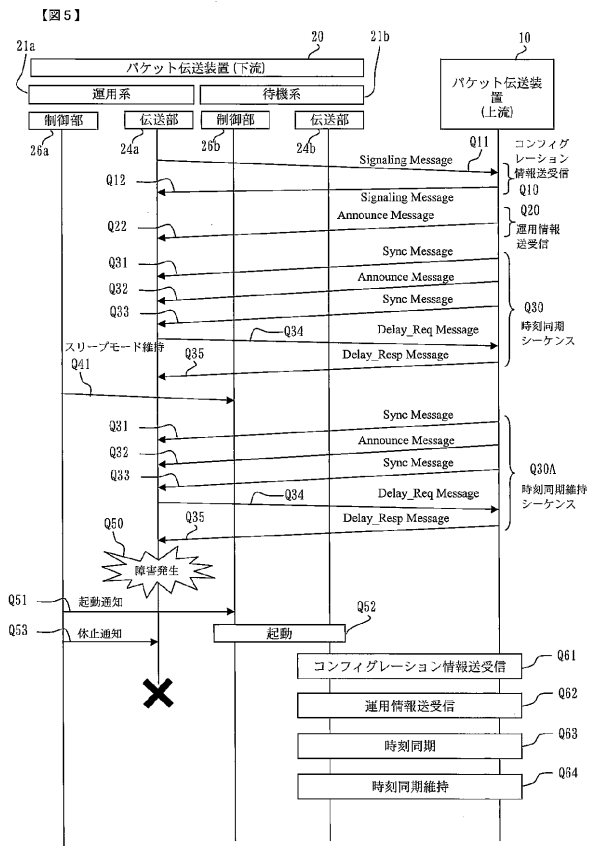 【図5】
21a
20
21b
10
パケット伝送装置(下流)
運用系
待機系
パケット伝送装
置
(上流)
制御部
伝送部
制御部
伝送部
26a
24a
26b
24b
Signaling Message
Q11
コンフィグ
レーション
情報送受信
Q10
Q12
Signaling Message
Announce Message
Q20
運用情報
送受信
Q22
Sync Message
Q31
Announce Message
Q32
Sync Message
Q33
Q30
時刻同期
シーケンス
Q34
Delay_Req Message
スリープモード維持
Q35
Delay_Resp Message
Q41
Sync Message
Q31
Announce Message
Q32
Sync Message
Q33
Q30A
時刻同期維持
シーケンス
Q34
Delay_Req Message
Q35
Delay_Resp Message
Q50
障害発生
Q51
起動通知
Q52
起動
Q53
休止通知
Q61
コンフィグレーション情報送受信
Q62
運用情報送受信
Q63
時刻同期
Q64
時刻同期維持